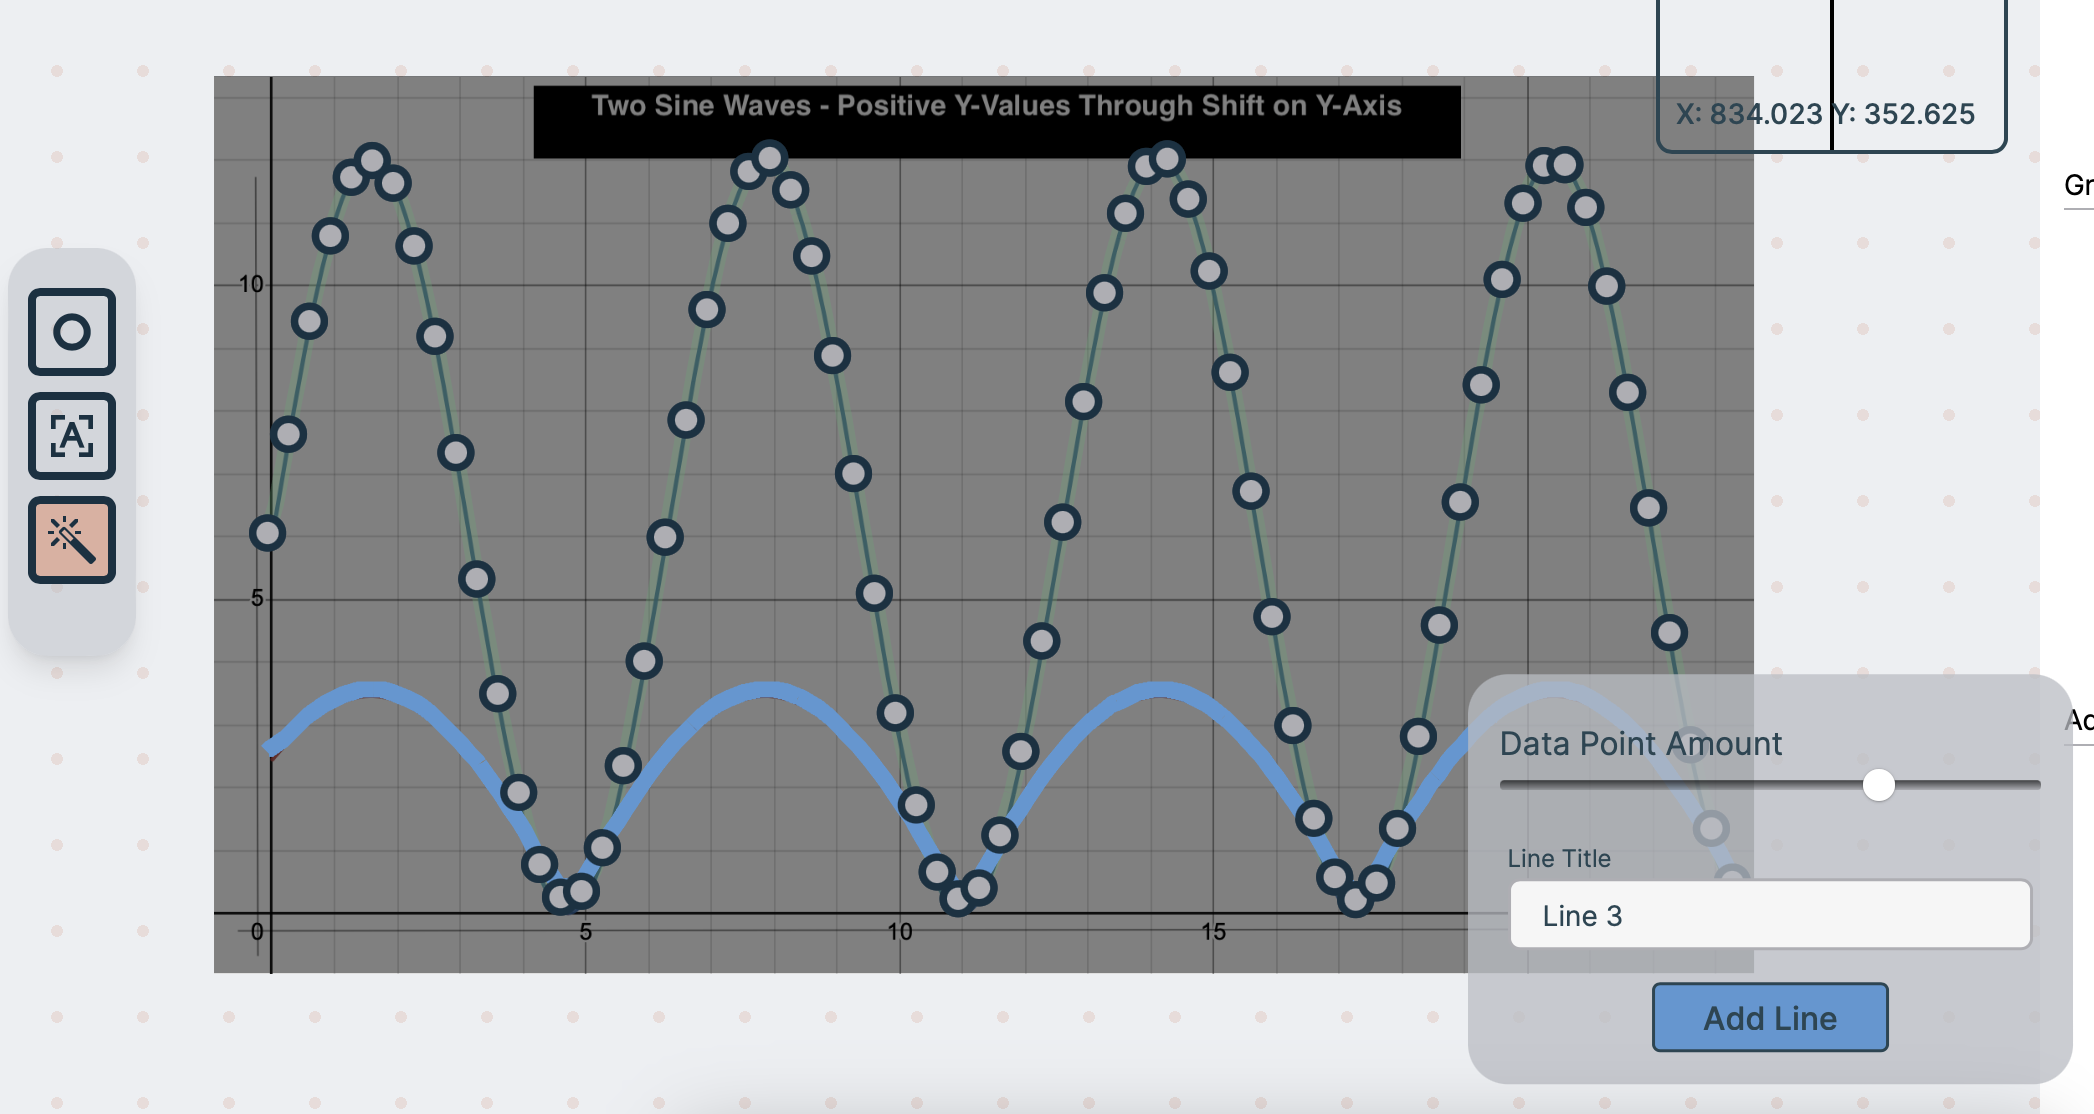 Two Sine Waves - Positive Y-Values Through Shift on Y-Axis
X: 834.023 Y: 352.625
Gr
10
A
5
Ad
Data Point Amount
Line Title
Line 3
0 5 10 15
Add Line